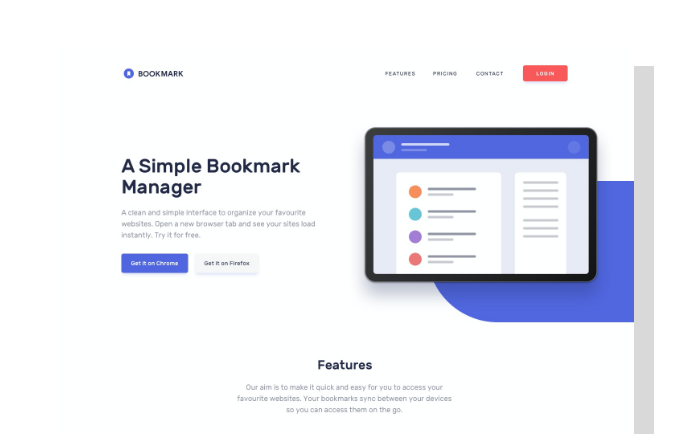 BOOKMARK
FEATURES PRICING CONTACT LOGIN
A Simple Bookmark
Manager
A clean and simple interface to organize your favourite
websites. Open a new browser tab and see your sites load
instantly. Try it for free.
Get it on Chrome Get it on Firefox
Features
Our aim is to make it quick and easy for you to access your
favourite websites. Your bookmarks sync between your devices
so you can access them on the go.